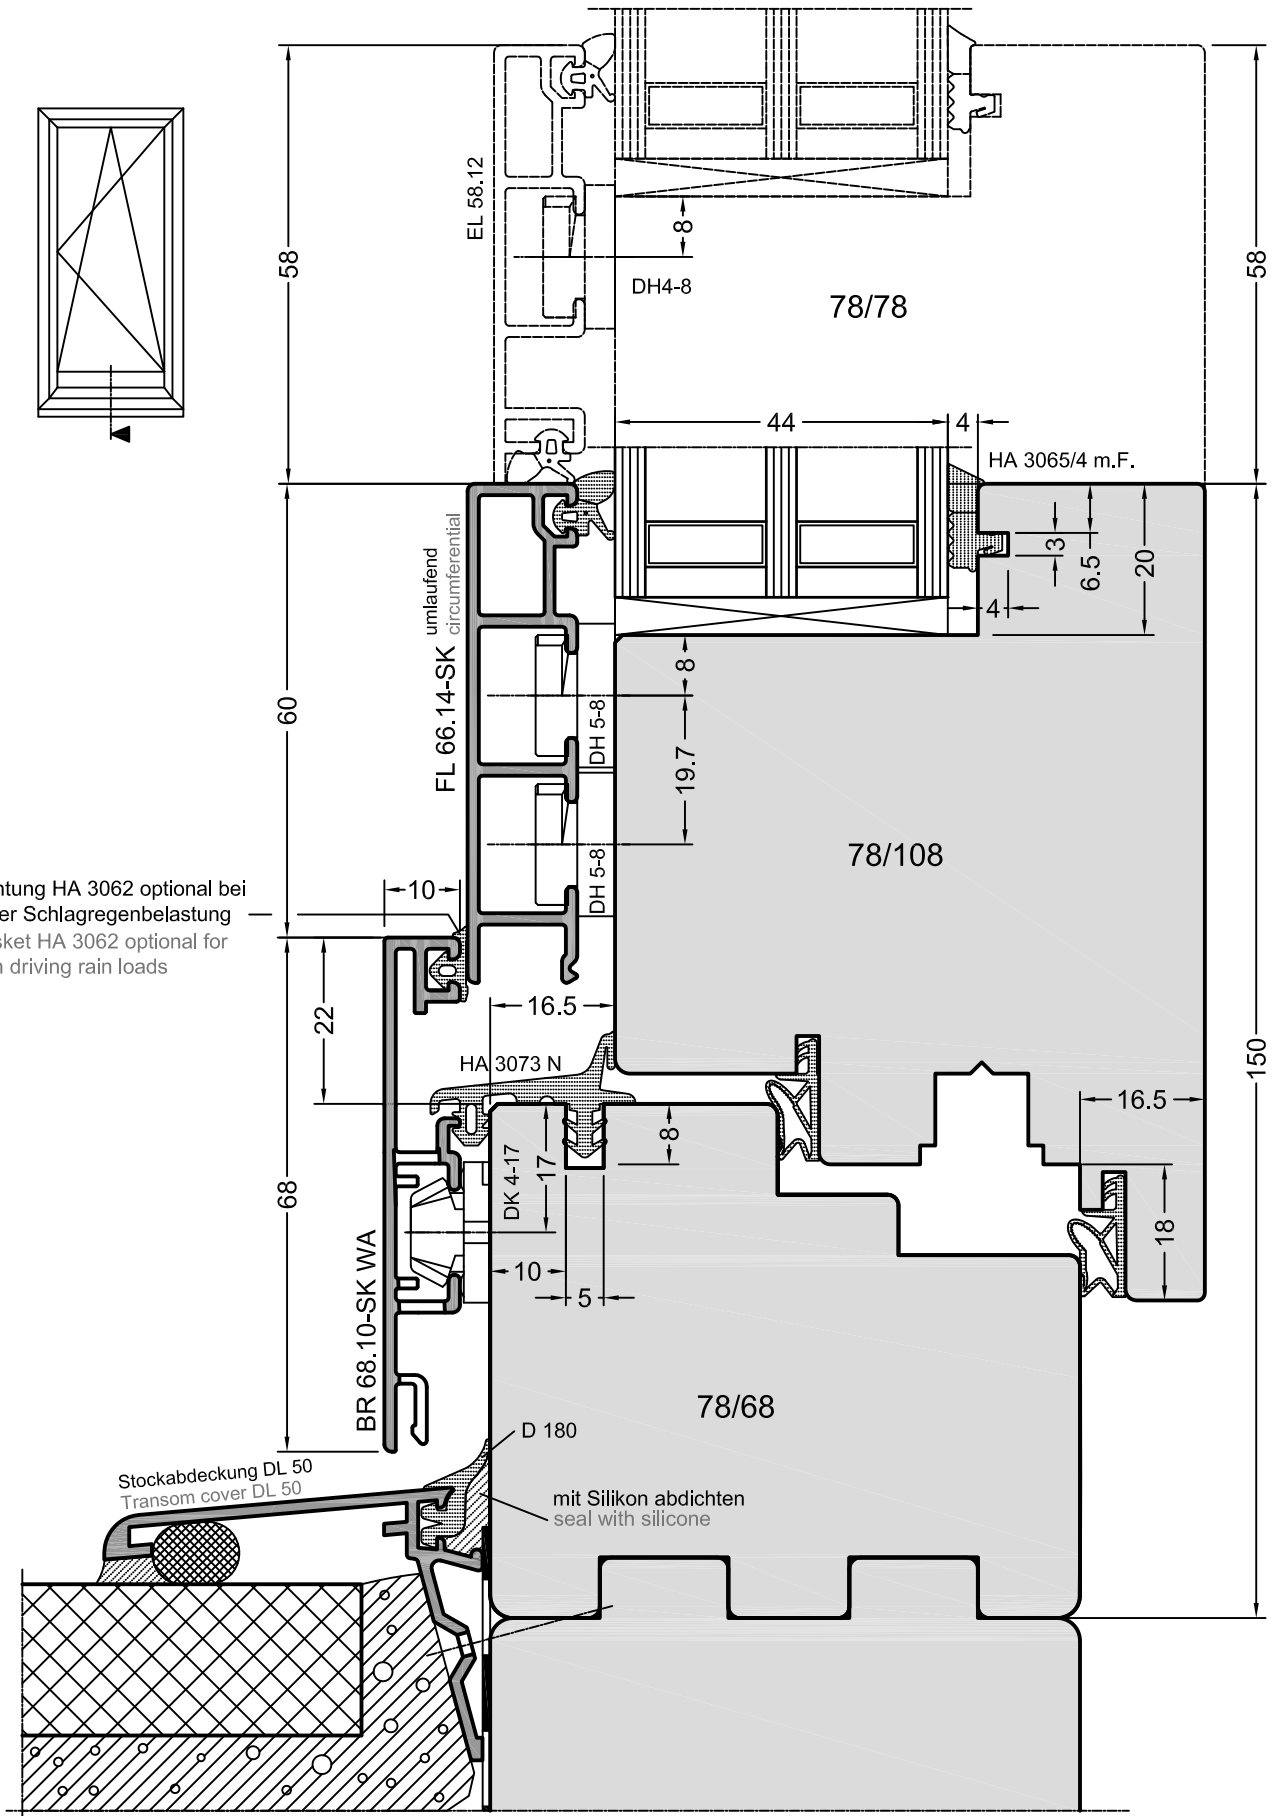 EL 58.12
58
58
8
DH4-8
78/78
44
4
HA 3065/4 m.F.
umlaufend
circumferential
FL 66.14-SK
3
6.5
20
4
8
60
DH 5-8
19.7
78/108
DH 5-8
HA 3062 optional bei
Schlagregenbelastung
HA 3062 optional for
driving rain loads
10
16.5
22
HA 3073 N
150
16.5
8
17
DK 4-17
68
18
10
5
BR 68.10-SK WA
78/68
D 180
Stockabdeckung DL 50
Transom cover DL 50
mit Silikon abdichten
seal with silicone